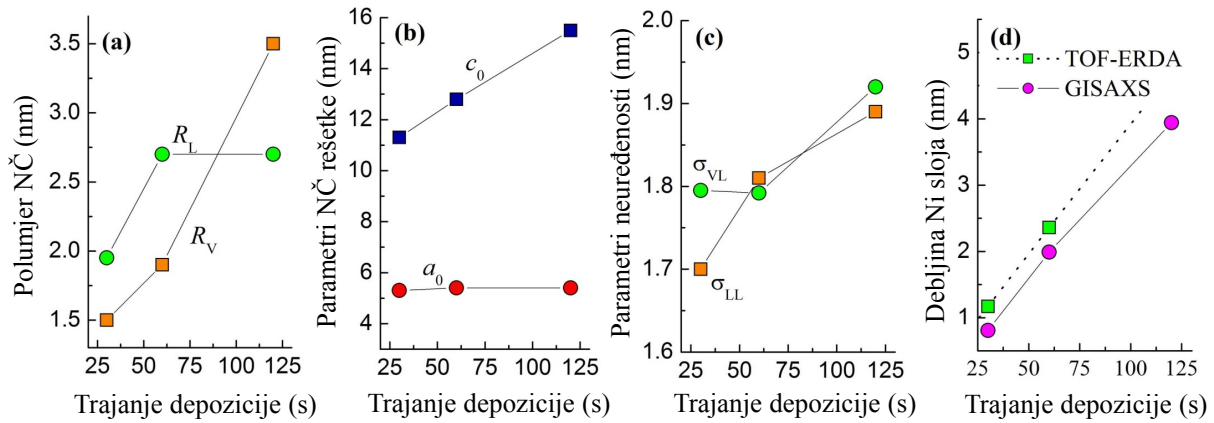 (a)
Polumjer NČ (nm)
3.5
3.0
2.5
2.0
1.5
R_L
R_V
25 50 75 100 125
Trajanje depozicije (s)
(b)
Parametri NČ rešetke (nm)
16
14
12
10
8
6
4
c_0
a_0
25 50 75 100 125
Trajanje depozicije (s)
(c)
Parametri neuređenosti (nm)
2.0
1.9
1.8
1.7
1.6
σ_VL
σ_LL
25 50 75 100 125
Trajanje depozicije (s)
(d)
Debljina Ni sloja (nm)
5
4
3
2
1
TOF-ERDA
GISAXS
25 50 75 100 125
Trajanje depozicije (s)